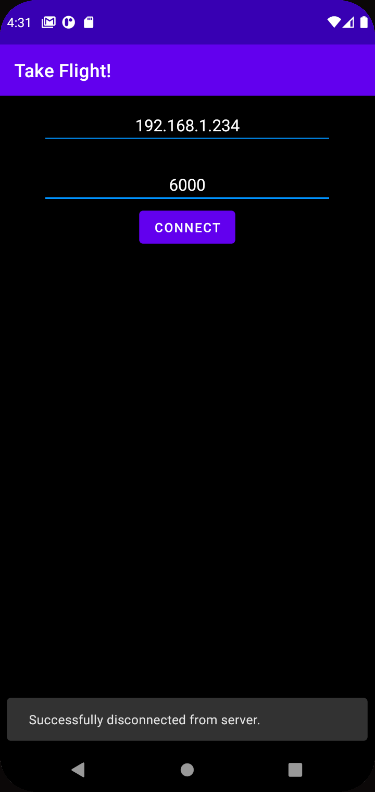 4:31
Take Flight!
192.168.1.234
6000
CONNECT
Successfully disconnected from server.